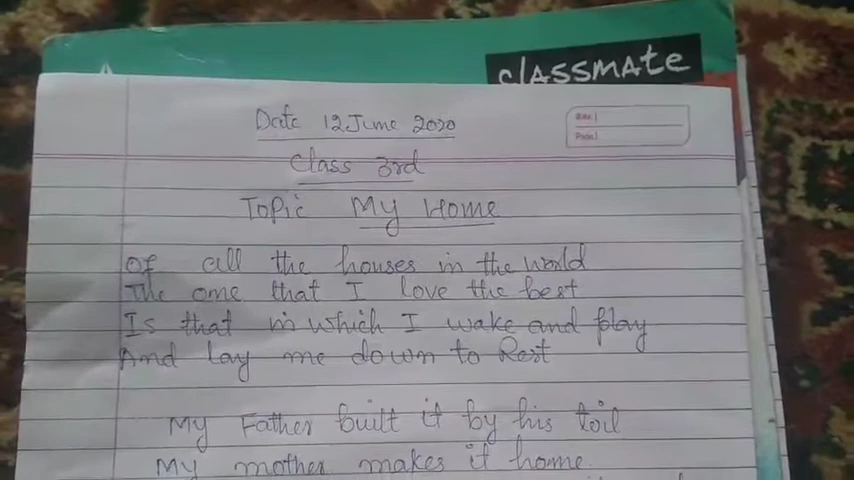 classmate
Date 12 June 2020
Date
Page
Class 3rd
Topic My Home
Of all the houses in the world
The one that I love the best
Is that in which I wake and play
And lay me down to Rest
My Father built it by his toil
My mother makes it home.